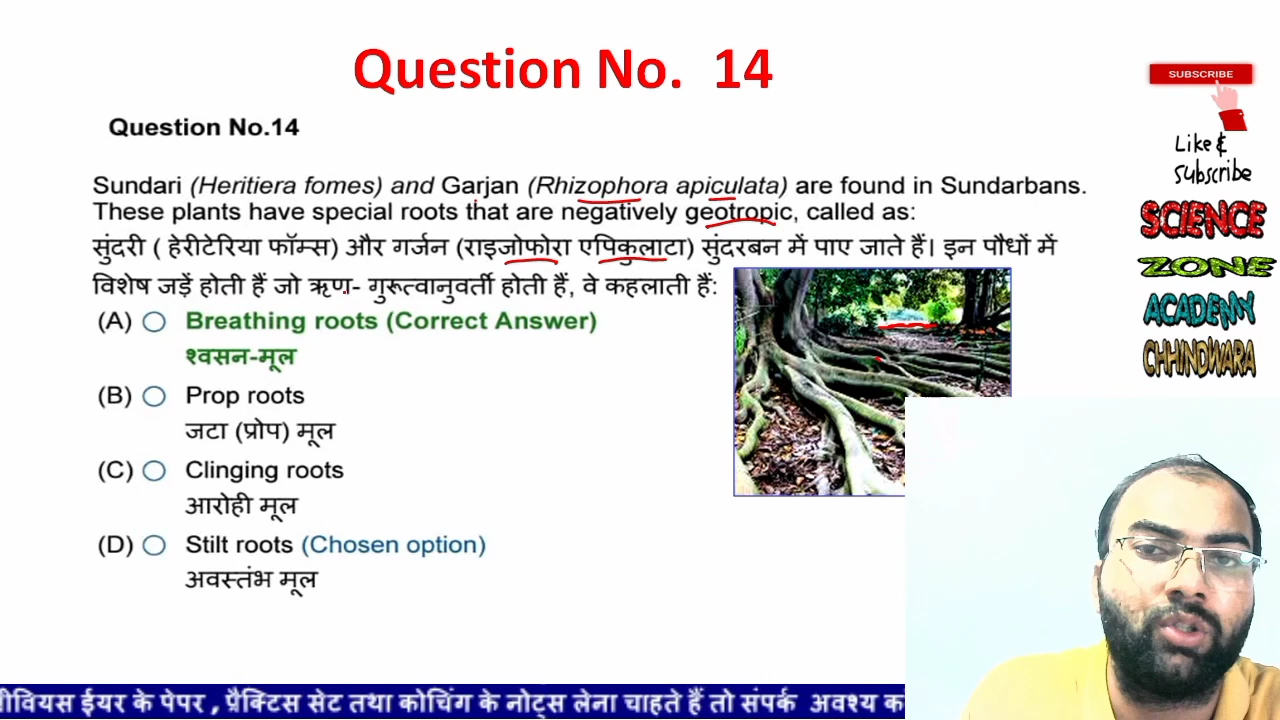 Question No. 14
Question No.14
Sundari (Heritiera fomes) and Garjan (Rhizophora apiculata) are found in Sundarbans.
These plants have special roots that are negatively geotropic, called as:
सुंदरी ( हेरीटेरिया फॉम्स) और गर्जन (राइजोफोरा एपिकुलाटा) सुंदरबन में पाए जाते हैं। इन पौधों में
विशेष जड़ें होती हैं जो ऋण- गुरूत्वानुवर्ती होती हैं, वे कहलाती हैं:
(A) Breathing roots (Correct Answer)
श्वसन-मूल
(B) Prop roots
जटा (प्रोप) मूल
(C) Clinging roots
आरोही मूल
(D) Stilt roots (Chosen option)
अवस्तंभ मूल
SUBSCRIBE
Like &
Subscribe
SCIENCE
ZONE
ACADEMY
CHHINDWARA
के पेपर , प्रैक्टिस सेट तथा कोचिंग के नोट्स लेना चाहते हैं तो संपर्क अवश्य